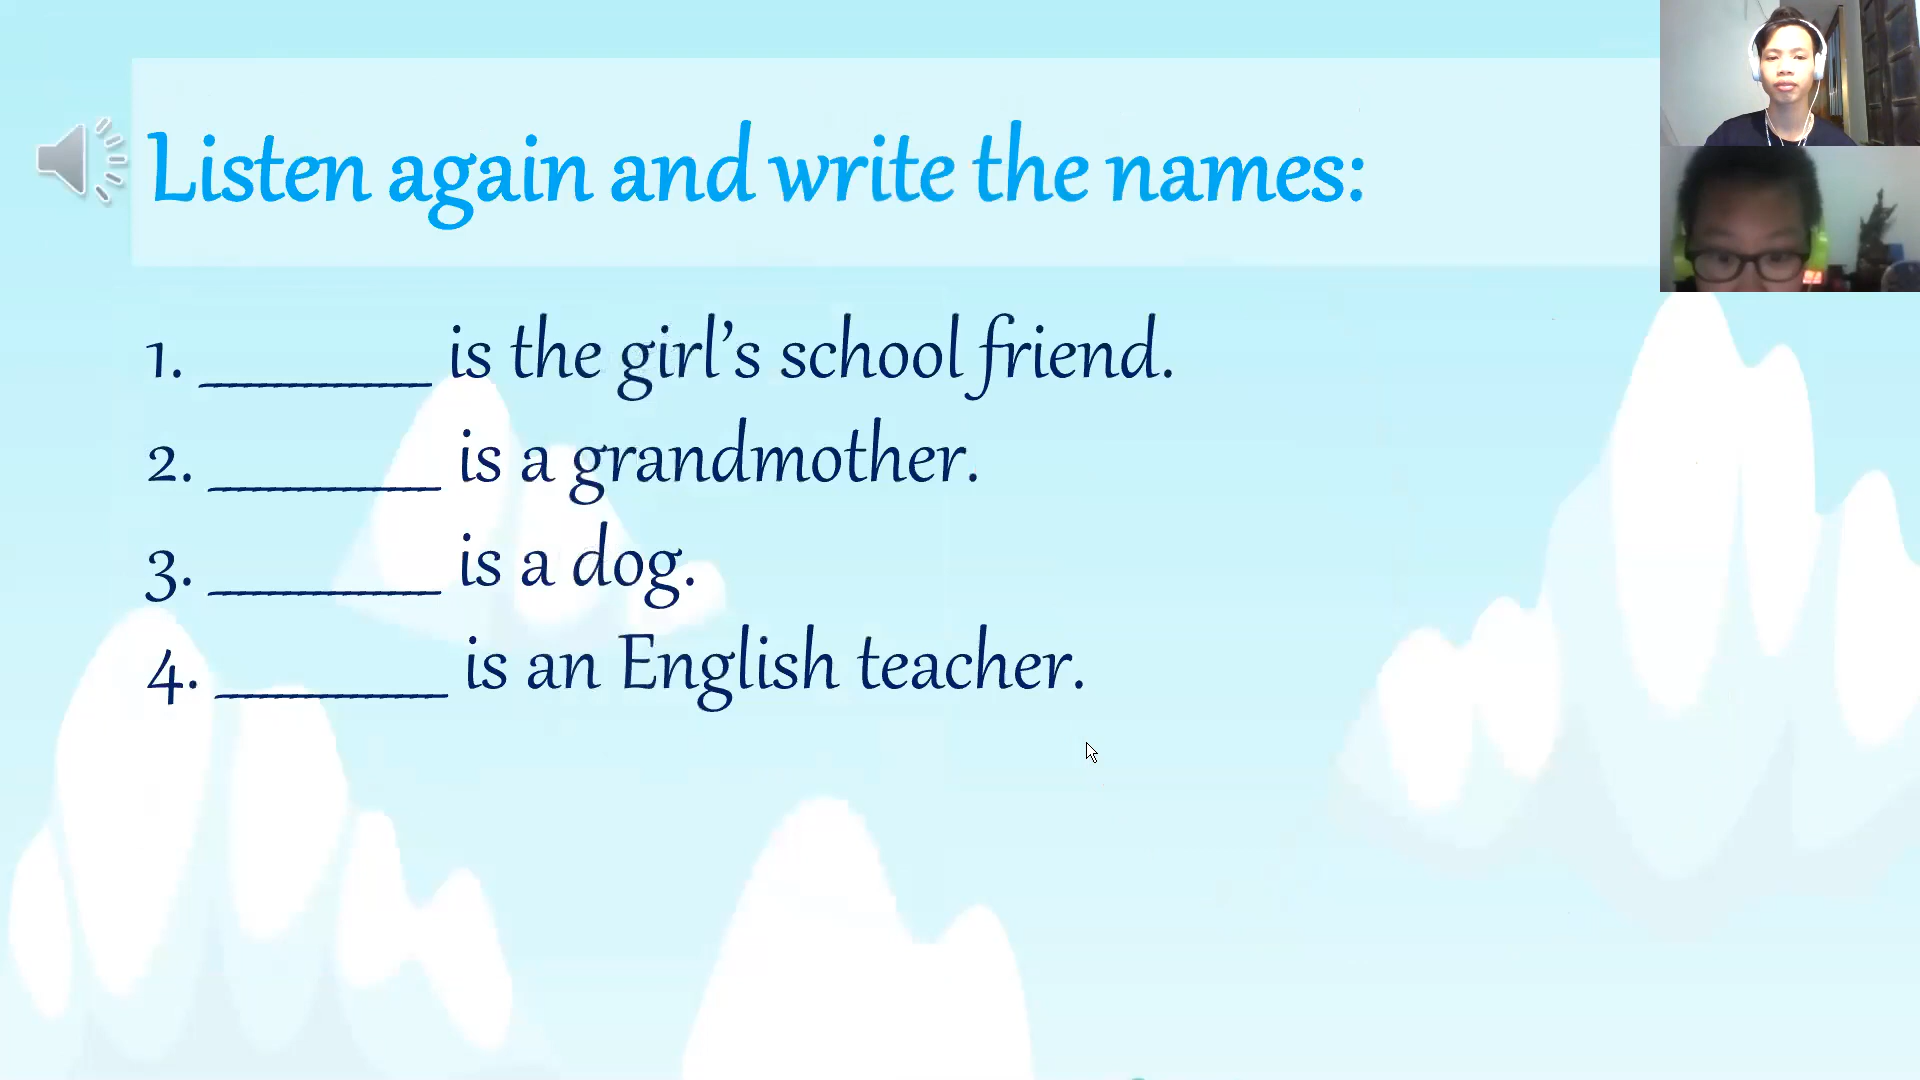 Listen again and write the names:
1. ________ is the girl’s school friend.
2. ________ is a grandmother.
3. ________ is a dog.
4. ________ is an English teacher.